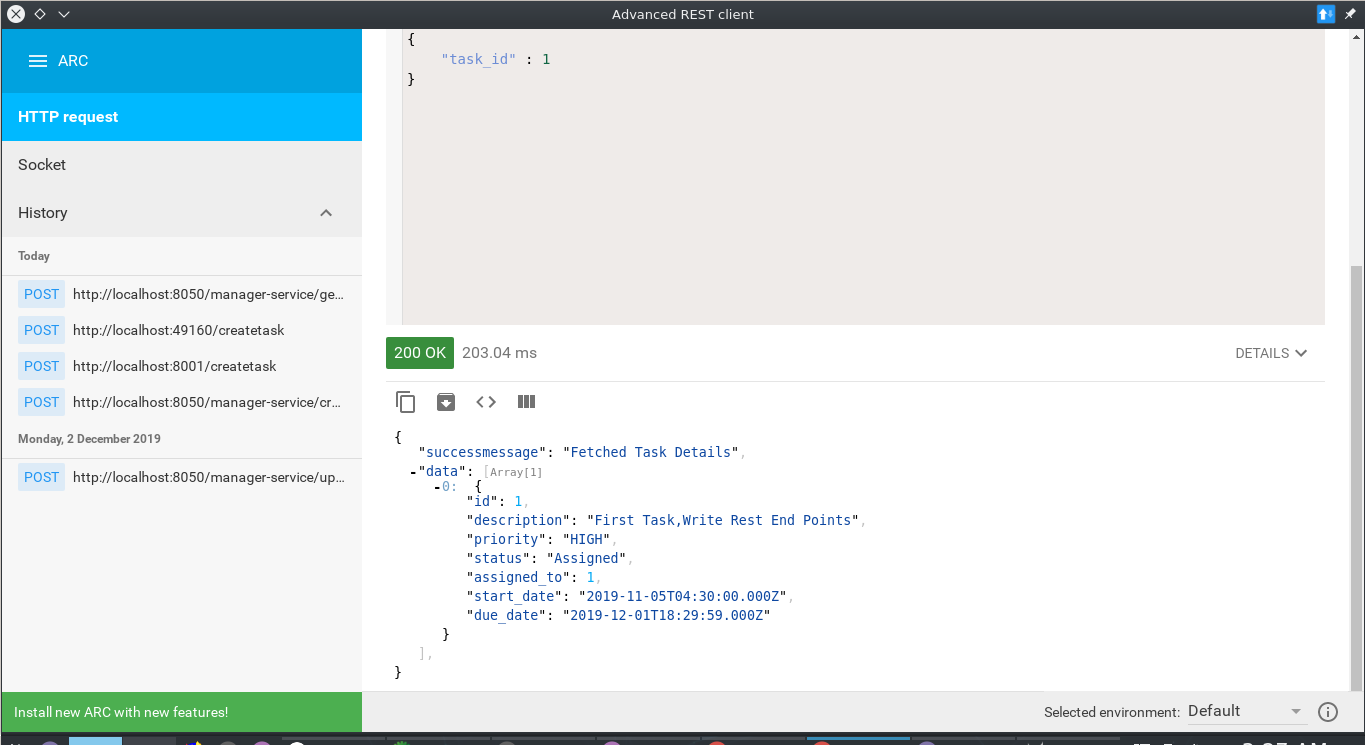 Advanced REST client
ARC
HTTP request
Socket
History
Today
POST http://localhost:8050/manager-service/ge...
POST http://localhost:49160/createtask
POST http://localhost:8001/createtask
POST http://localhost:8050/manager-service/cr...
Monday, 2 December 2019
POST http://localhost:8050/manager-service/up...
Install new ARC with new features!
{
"task_id" : 1
}
200 OK 203.04 ms
DETAILS
{
"successmessage": "Fetched Task Details",
-"data": [Array[1]
-0: {
"id": 1,
"description": "First Task,Write Rest End Points",
"priority": "HIGH",
"status": "Assigned",
"assigned_to": 1,
"start_date": "2019-11-05T04:30:00.000Z",
"due_date": "2019-12-01T18:29:59.000Z"
}
],
}
Selected environment: Default